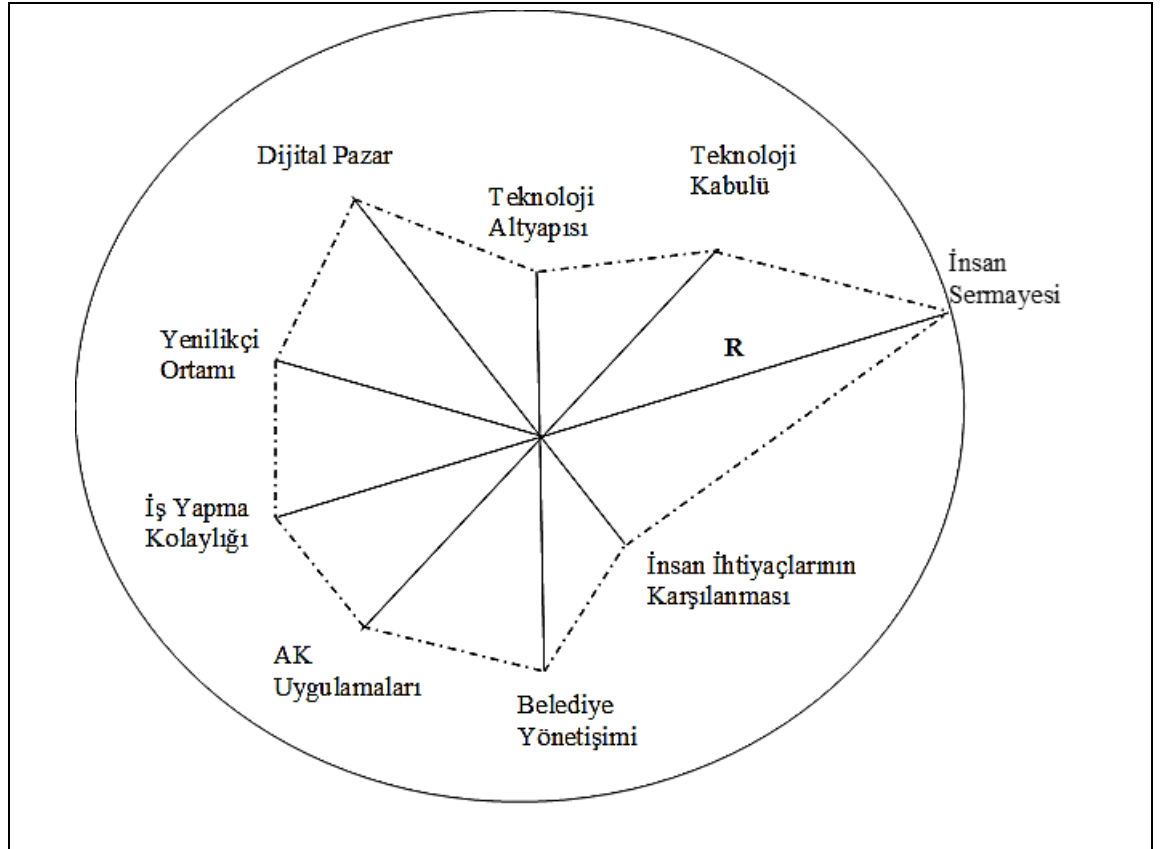 Dijital Pazar
Teknoloji
Altyapısı
Teknoloji
Kabulü
İnsan
Sermayesi
R
Yenilikçi
Ortamı
İş Yapma
Kolaylığı
İnsan İhtiyaçlarının
Karşılanması
AK
Uygulamaları
Belediye
Yönetişimi